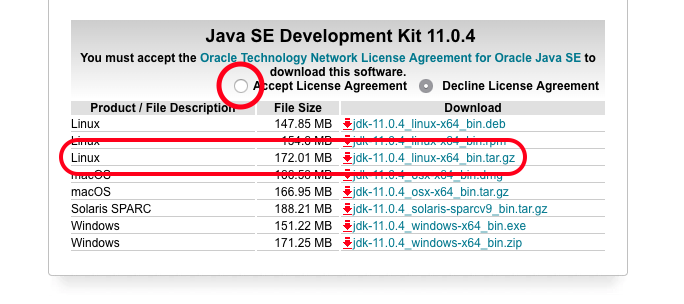 Java SE Development Kit 11.0.4
You must accept the Oracle Technology Network License Agreement for Oracle Java SE to
download this software.
Accept License Agreement Decline License Agreement
Product / File Description File Size Download
Linux 147.85 MB jdk-11.0.4_linux-x64_bin.deb
Linux 154.6 MB jdk-11.0.4_linux-x64_bin.rpm
Linux 172.01 MB jdk-11.0.4_linux-x64_bin.tar.gz
macOS MB jdk-11.0.4_osx-x64_bin.dmg
macOS 166.95 MB jdk-11.0.4_osx-x64_bin.tar.gz
Solaris SPARC 188.21 MB jdk-11.0.4_solaris-sparcv9_bin.tar.gz
Windows 151.22 MB jdk-11.0.4_windows-x64_bin.exe
Windows 171.25 MB jdk-11.0.4_windows-x64_bin.zip